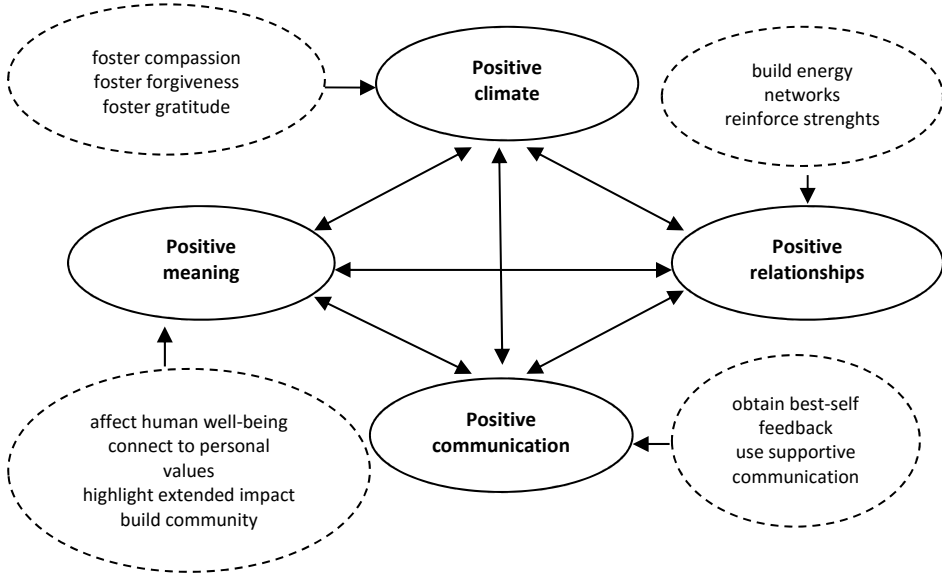 foster compassion
foster forgiveness
foster gratitude
Positive
climate
build energy
networks
reinforce strenghts
Positive
meaning
Positive
relationships
affect human well-being
connect to personal
values
highlight extended impact
build community
Positive
communication
obtain best-self
feedback
use supportive
communication